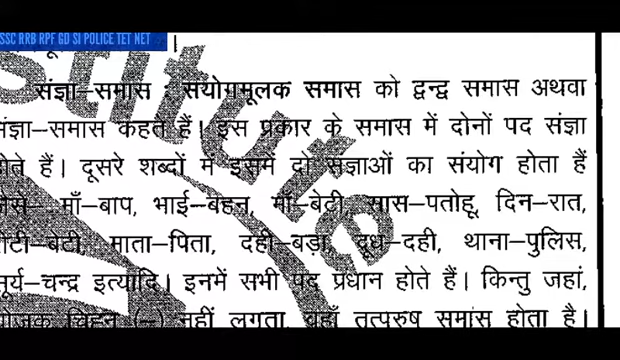 SSC RRB RPF GD SI POLICE TET NET
संज्ञा–समास : संयोगमूलक समास को द्वन्द्व समास अथवा
संज्ञा–समास कहते हैं। इस प्रकार के समास में दोनों पद संज्ञा
होते हैं। दूसरे शब्दों में इसमें दो संज्ञाओं का संयोग होता हैं
जैसे– माँ–बाप, भाई–बहन, माँ–बेटी, सास–पतोहू, दिन–रात,
रोटी–बेटी, माता–पिता, दही–बड़ा, दूध–दही, थाना–पुलिस,
सूर्य–चन्द्र इत्यादि। इनमें सभी पद प्रधान होते हैं। किन्तु जहां,
योजक चिह्न (–) नहीं लगता, वहाँ तत्परुष समास होता है।